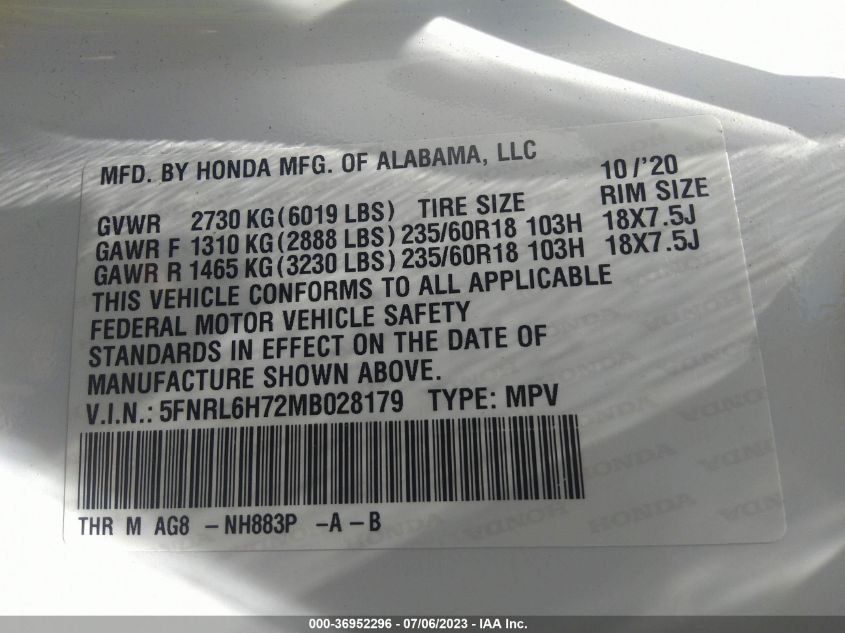 MFD. BY HONDA MFG. OF ALABAMA, LLC 10/'20
GVWR 2730 KG (6019 LBS) TIRE SIZE RIM SIZE
GAWR F 1310 KG (2888 LBS) 235/60R18 103H 18X7.5J
GAWR R 1465 KG (3230 LBS) 235/60R18 103H 18X7.5J
THIS VEHICLE CONFORMS TO ALL APPLICABLE
FEDERAL MOTOR VEHICLE SAFETY
STANDARDS IN EFFECT ON THE DATE OF
MANUFACTURE SHOWN ABOVE.
V.I.N.: 5FNRL6H72MB028179 TYPE: MPV
THR M AG8 – NH883P – A – B
HONDA HONDA HONDA
000-36952296 - 07/06/2023 - IAA Inc.